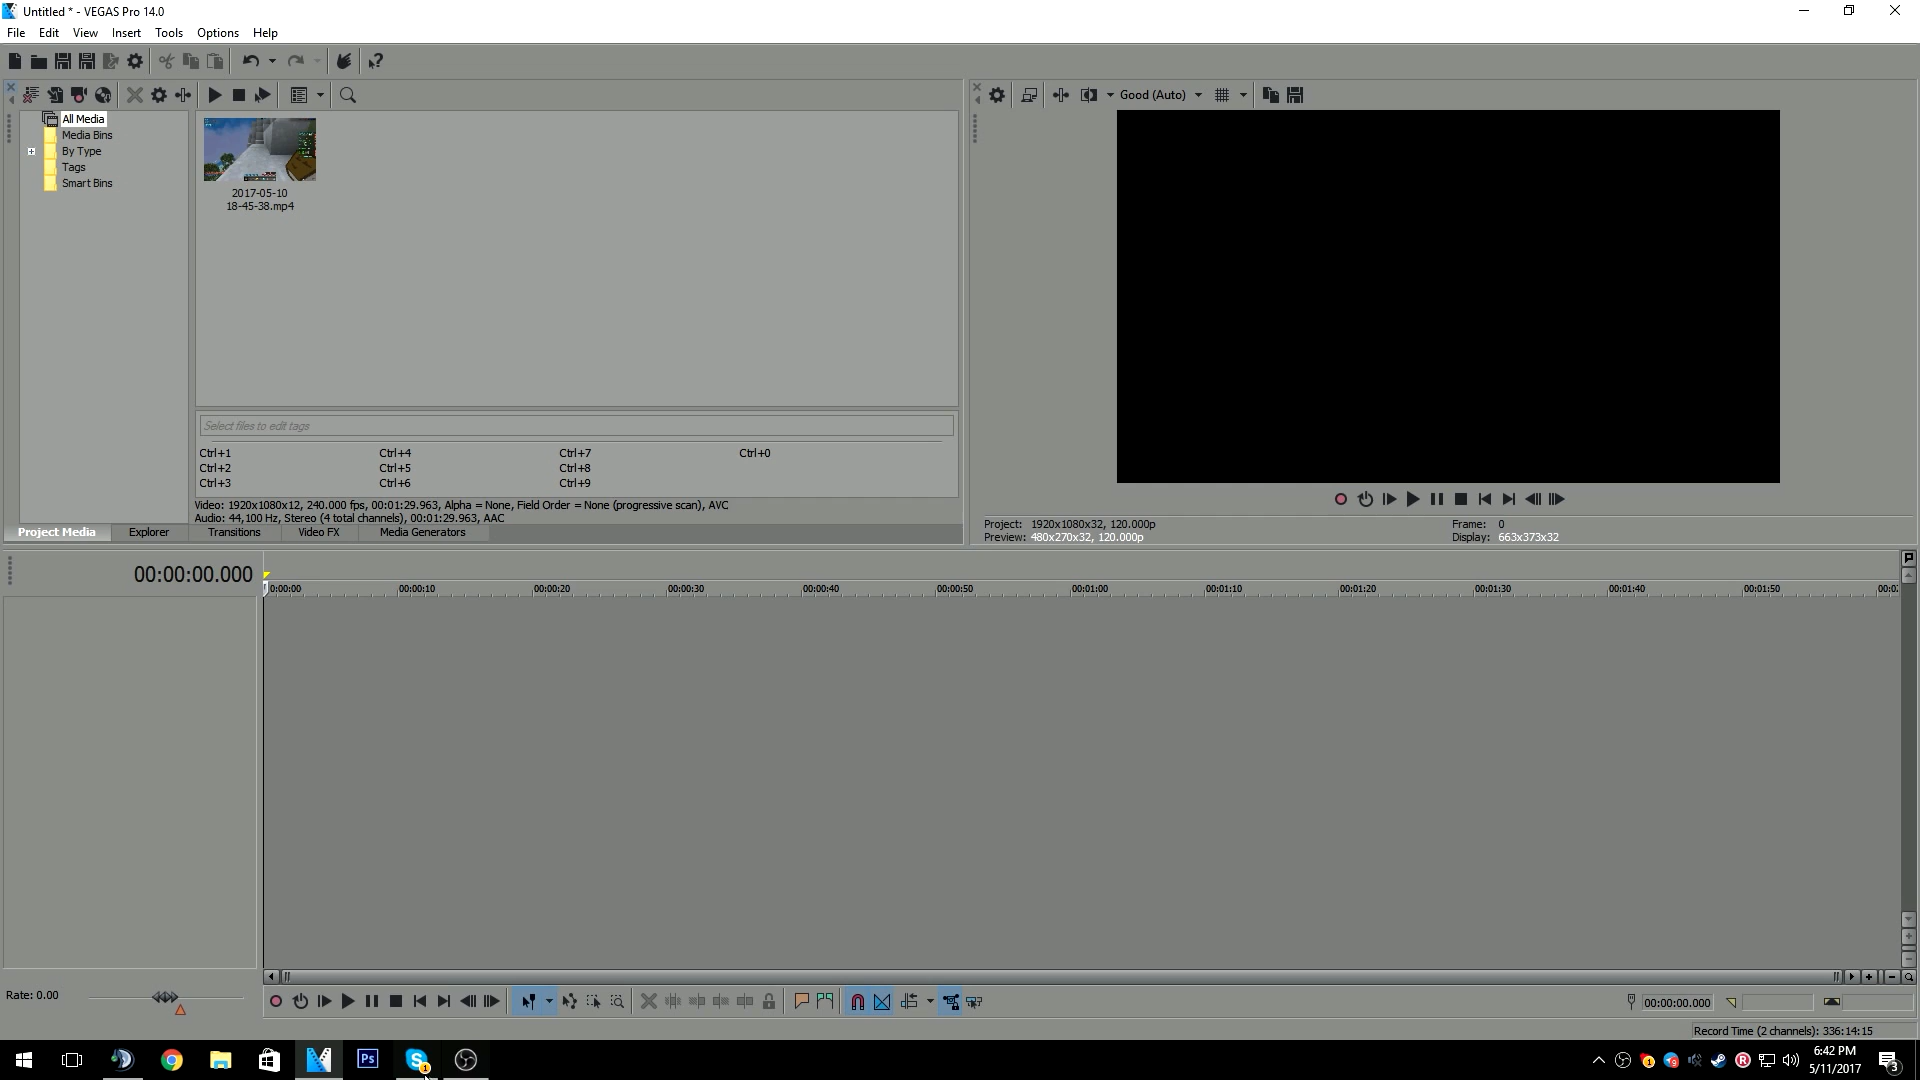 Untitled * - VEGAS Pro 14.0
File Edit View Insert Tools Options Help
Good (Auto)
All Media
Media Bins
By Type
Tags
Smart Bins
2017-05-10
18-45-38.mp4
Select files to edit tags
Ctrl+1 Ctrl+4 Ctrl+7 Ctrl+0
Ctrl+2 Ctrl+5 Ctrl+8
Ctrl+3 Ctrl+6 Ctrl+9
Video: 1920x1080x12, 240.000 fps, 00:01:29.963, Alpha = None, Field Order = None (progressive scan), AVC
Audio: 44,100 Hz, Stereo (4 total channels), 00:01:29.963, AAC
Project Media Explorer Transitions Video FX Media Generators
Project: 1920x1080x32, 120.000p Frame: 0
Preview: 480x270x32, 120.000p Display: 663x373x32
00:00:00.000
0:00:00 00:00:10 00:00:20 00:00:30 00:00:40 00:00:50 00:01:00 00:01:10 00:01:20 00:01:30 00:01:40 00:01:50
Rate: 0.00
00:00:00.000
Record Time (2 channels): 336:14:15
Ps
6:42 PM
5/11/2017
3